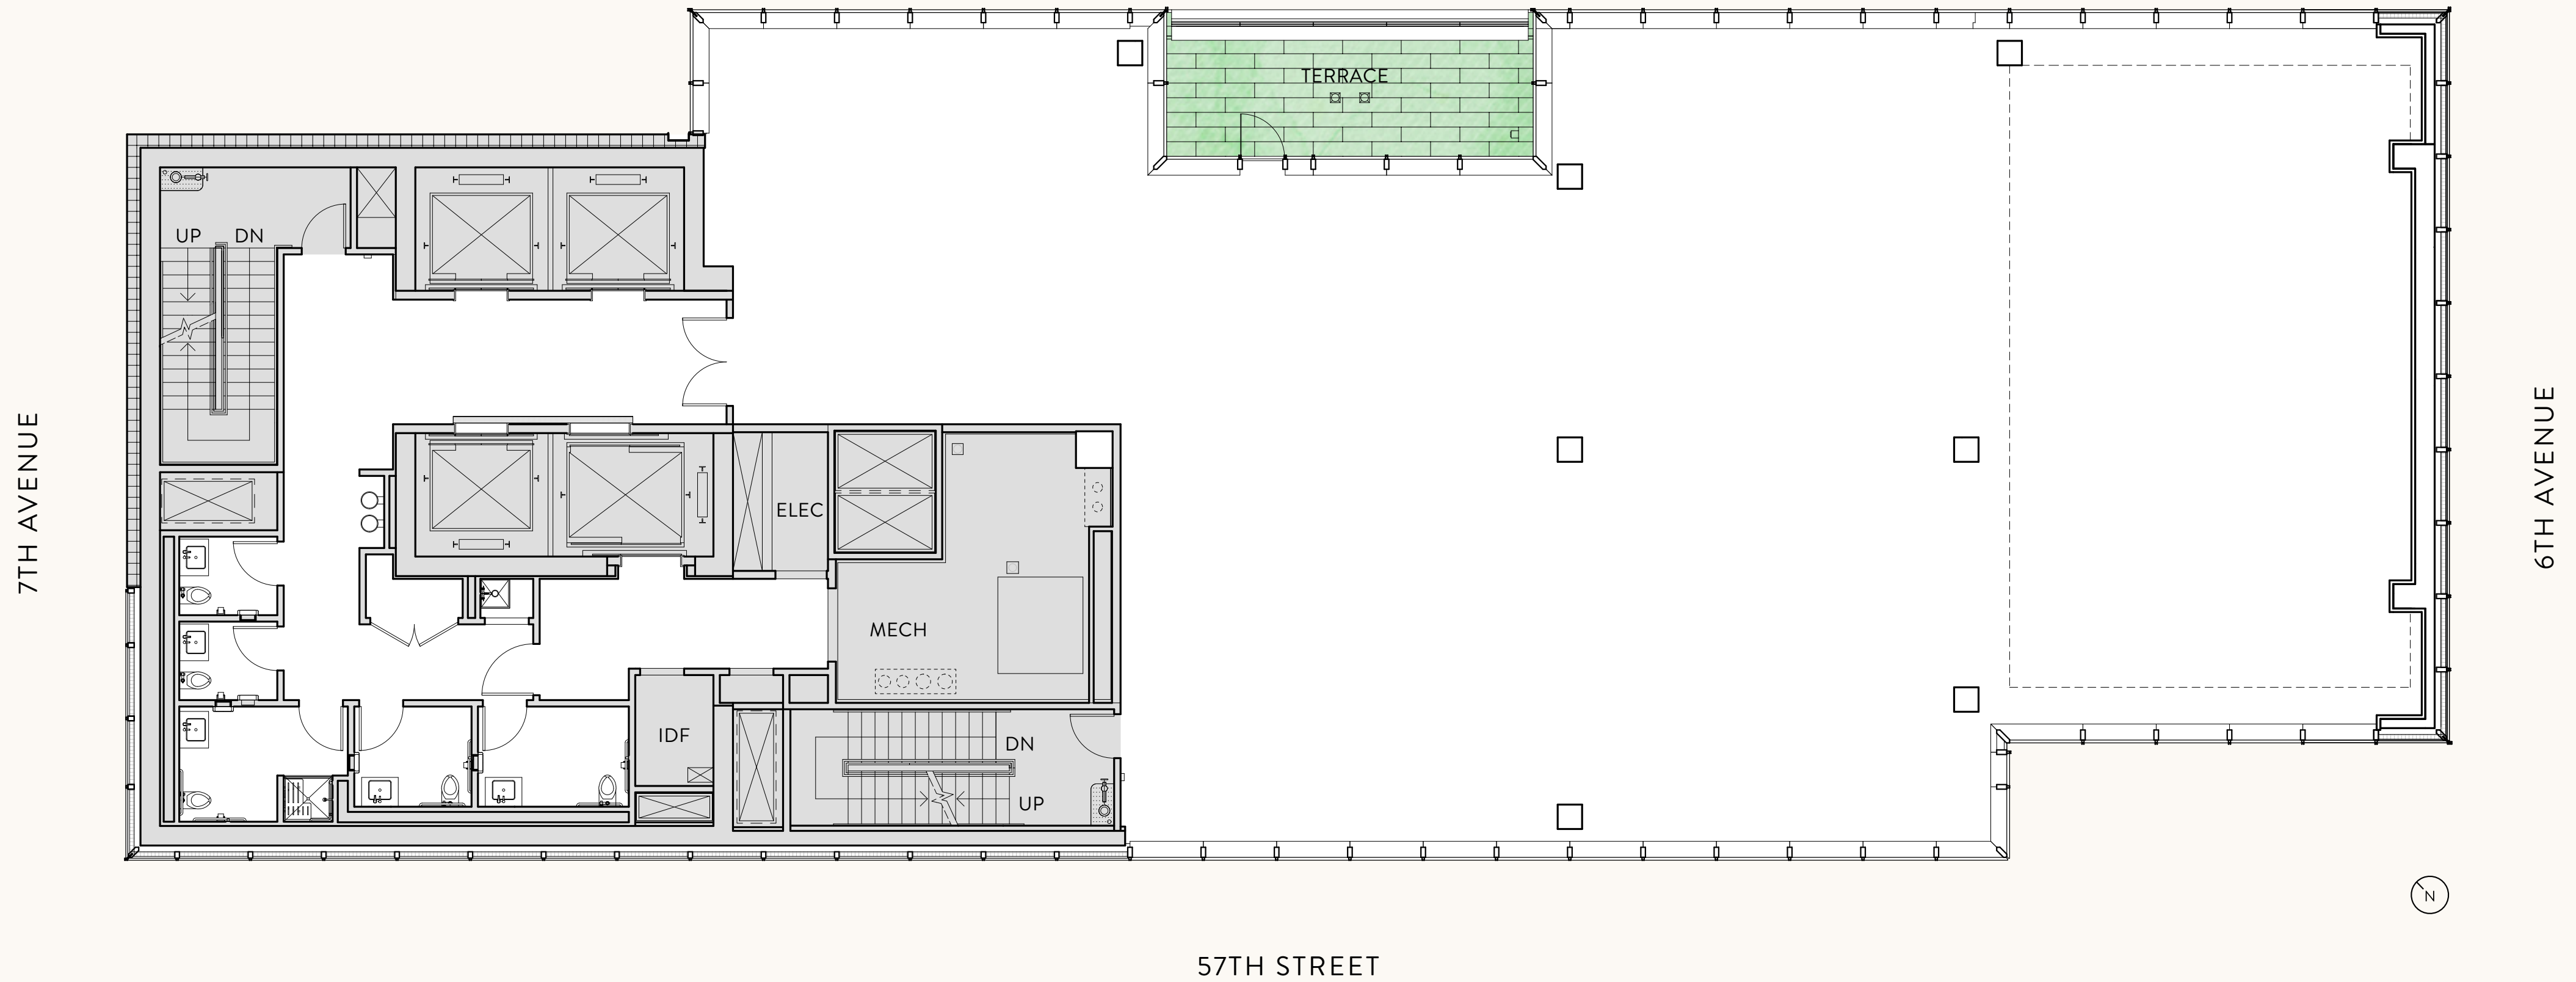 TERRACE
UP DN
7TH AVENUE
6TH AVENUE
ELEC
MECH
IDF
DN
UP
N
57TH STREET